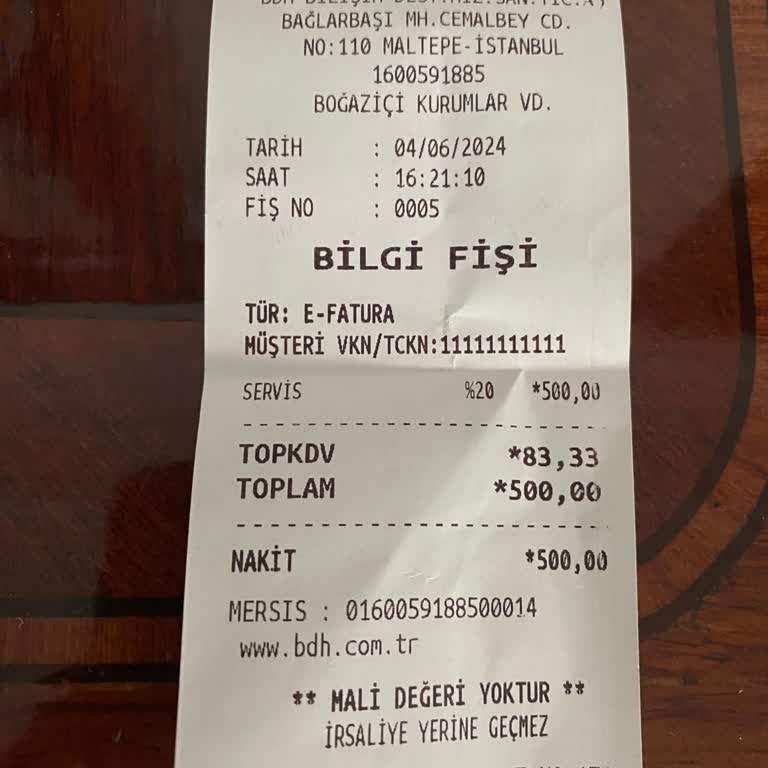 BAĞLARBAŞI MH.CEMALBEY CD.
NO:110 MALTEPE-İSTANBUL
1600591885
BOĞAZİÇİ KURUMLAR VD.
TARİH : 04/06/2024
SAAT : 16:21:10
FİŞ NO : 0005
BİLGİ FİŞİ
TÜR: E-FATURA
MÜŞTERİ VKN/TCKN:11111111111
SERVİS %20 *500,00
TOPKDV *83,33
TOPLAM *500,00
NAKİT *500,00
MERSIS : 0160059188500014
www.bdh.com.tr
** MALİ DEĞERİ YOKTUR **
İRSALİYE YERİNE GEÇMEZ